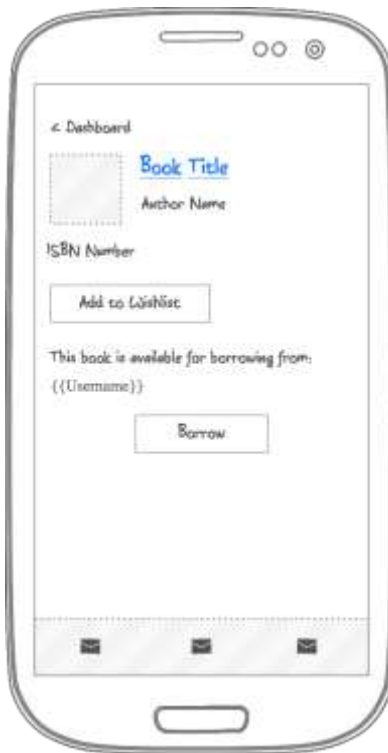 < Dashboard
Book Title
Author Name
ISBN Number
Add to Wishlist
This book is available for borrowing from:
{{Username}}
Borrow